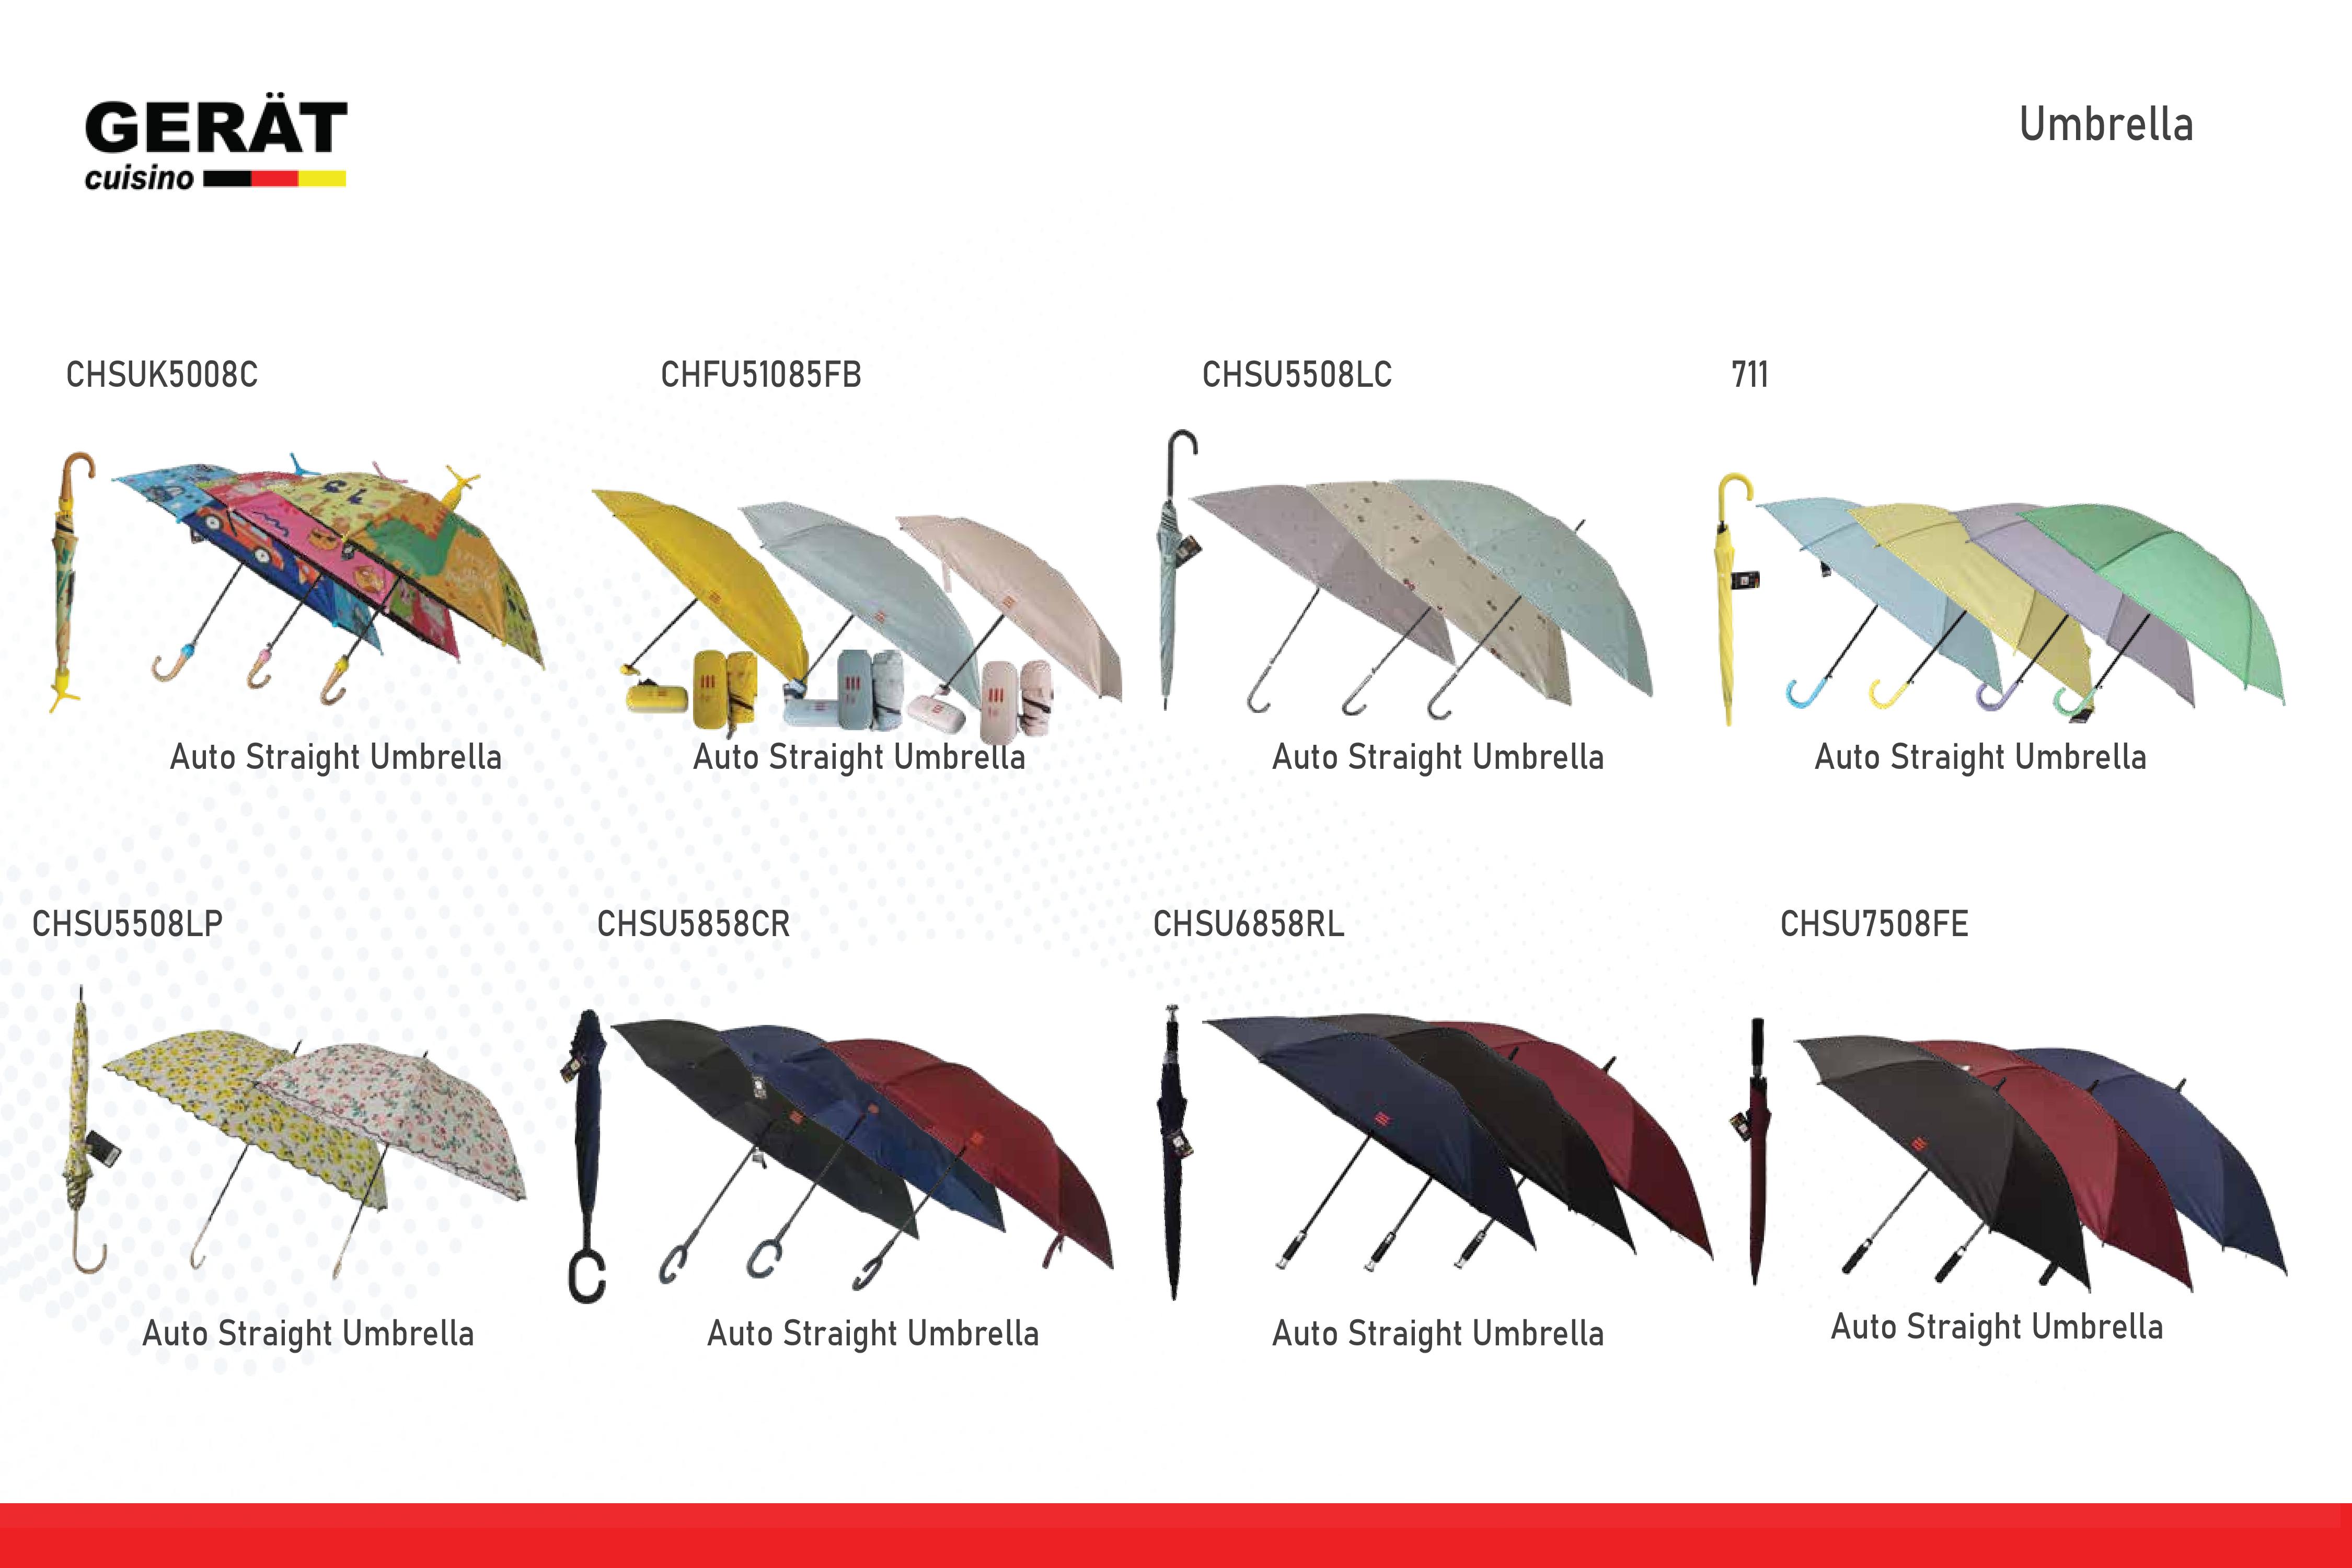 GERÄT
cuisino
Umbrella
CHSUK5008C
CHFU51085FB
CHSU5508LC
711
Auto Straight Umbrella
Auto Straight Umbrella
Auto Straight Umbrella
Auto Straight Umbrella
CHSU5508LP
CHSU5858CR
CHSU6858RL
CHSU7508FE
Auto Straight Umbrella
Auto Straight Umbrella
Auto Straight Umbrella
Auto Straight Umbrella